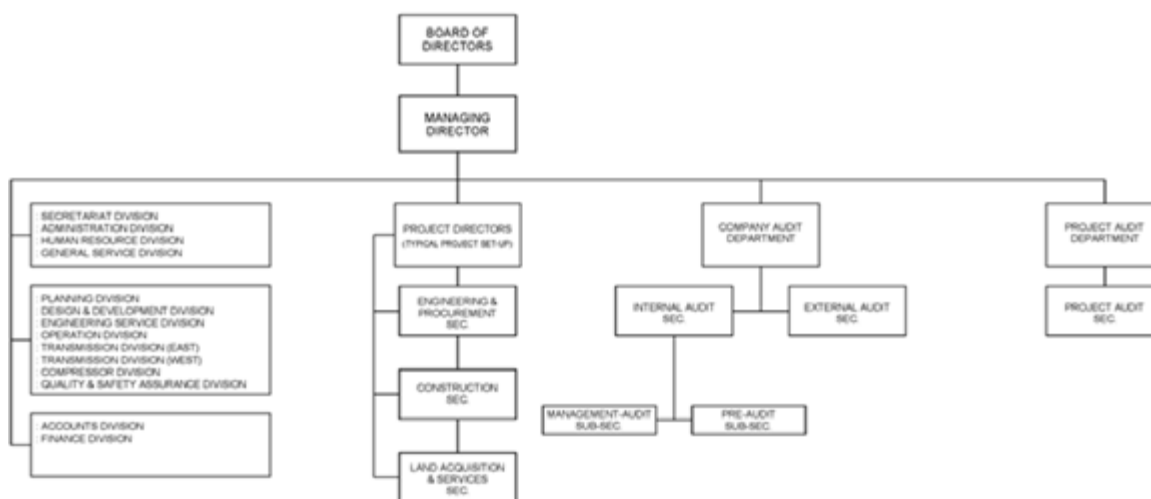 BOARD OF
DIRECTORS
MANAGING
DIRECTOR
: SECRETARIAT DIVISION
: ADMINISTRATION DIVISION
: HUMAN RESOURCE DIVISION
: GENERAL SERVICE DIVISION
: PLANNING DIVISION
: DESIGN & DEVELOPMENT DIVISION
: ENGINEERING SERVICE DIVISION
: OPERATION DIVISION
: TRANSMISSION DIVISION (EAST)
: TRANSMISSION DIVISION (WEST)
: COMPRESSOR DIVISION
: QUALITY & SAFETY ASSURANCE DIVISION
: ACCOUNTS DIVISION
: FINANCE DIVISION
PROJECT DIRECTORS
(TYPICAL PROJECT SET-UP)
ENGINEERING &
PROCUREMENT
SEC.
CONSTRUCTION
SEC.
LAND ACQUISITION
& SERVICES
SEC.
COMPANY AUDIT
DEPARTMENT
INTERNAL AUDIT
SEC.
EXTERNAL AUDIT
SEC.
MANAGEMENT-AUDIT
SUB-SEC.
PRE-AUDIT
SUB-SEC.
PROJECT AUDIT
DEPARTMENT
PROJECT AUDIT
SEC.